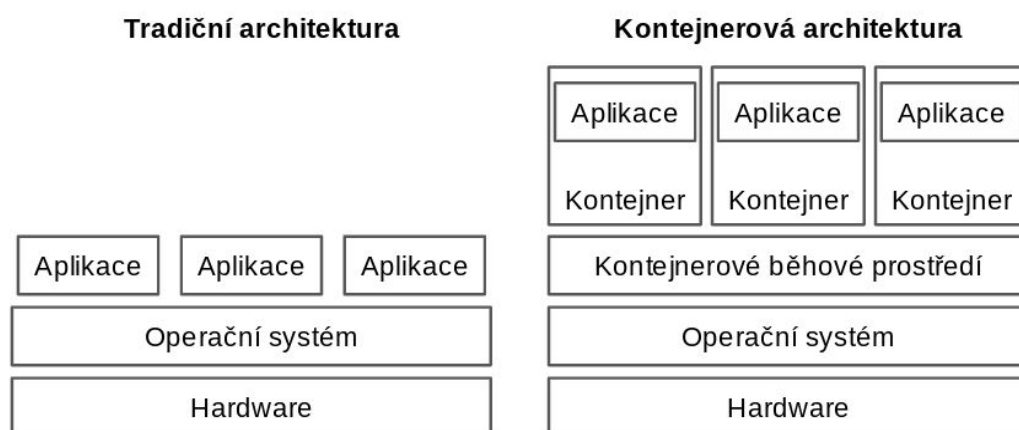 Tradiční architektura
Aplikace Aplikace Aplikace
Operační systém
Hardware
Kontejnerová architektura
Aplikace Aplikace Aplikace
Kontejner Kontejner Kontejner
Kontejnerové běhové prostředí
Operační systém
Hardware